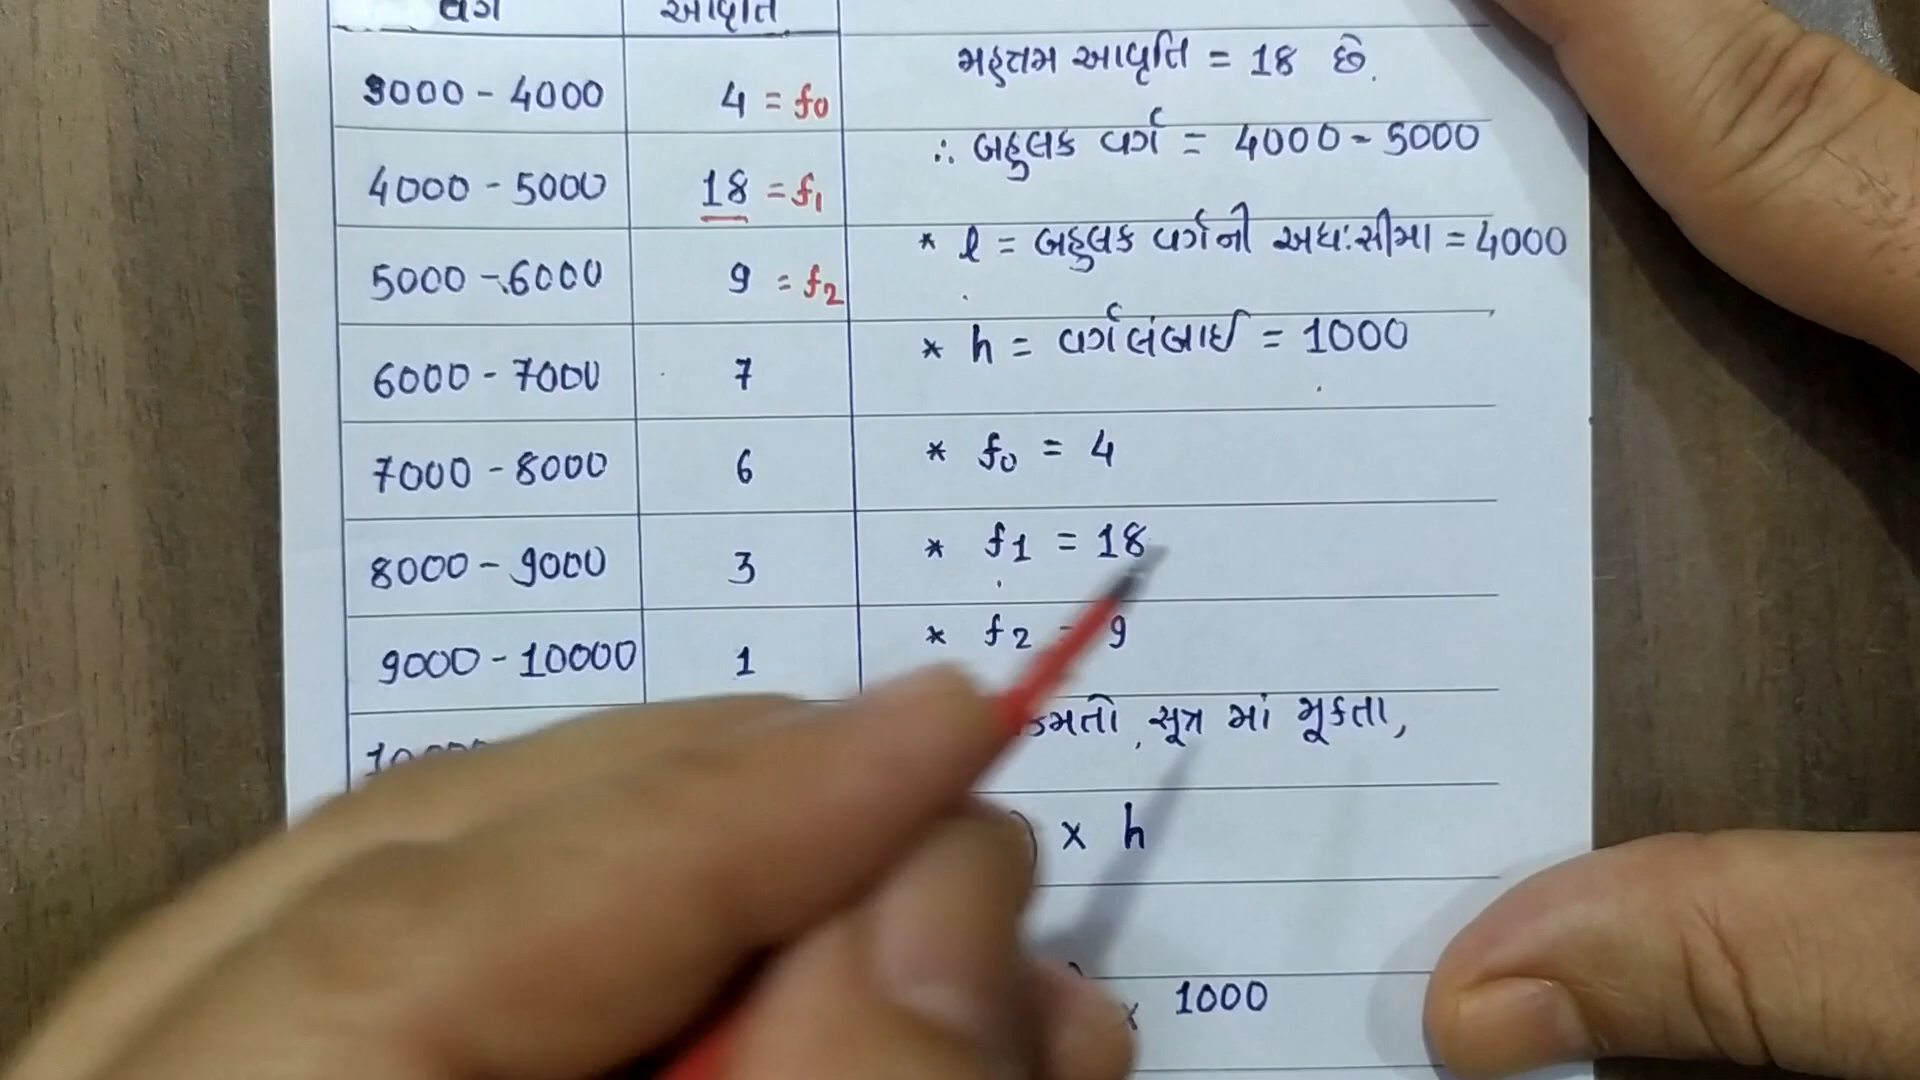 વર્ગ આવૃતિ
3000 - 4000 4 = f0
4000 - 5000 18 = f1
5000 - 6000 9 = f2
6000 - 7000 7
7000 - 8000 6
8000 - 9000 3
9000 - 10000 1
મહત્તમ આવૃતિ = 18 છે.
∴ બહુલક વર્ગ = 4000 - 5000
* l = બહુલક વર્ગની અધઃસીમા = 4000
* h = વર્ગલંબાઈ = 1000
* f0 = 4
* f1 = 18
* f2 = 9
સૂત્ર માં મૂકતા,
) × h
× 1000